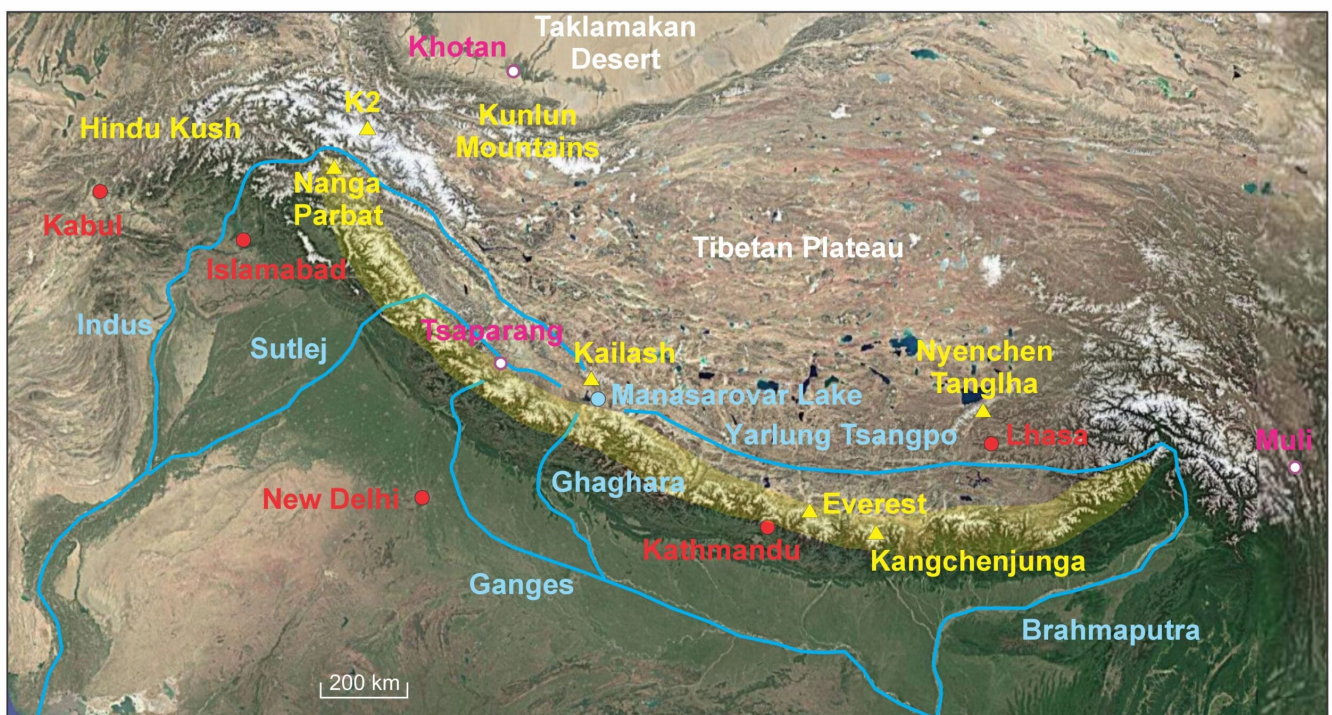 Taklamakan
Desert
Khotan
K2
Hindu Kush
Kunlun
Mountains
Nanga
Parbat
Kabul
Islamabad
Tibetan Plateau
Indus
Sutlej
Tsaparang
Kailash
Nyenchen
Tanglha
Manasarovar Lake
Yarlung Tsangpo
Lhasa
Muli
Ghaghara
New Delhi
Everest
Kathmandu
Kangchenjunga
Ganges
Brahmaputra
200 km